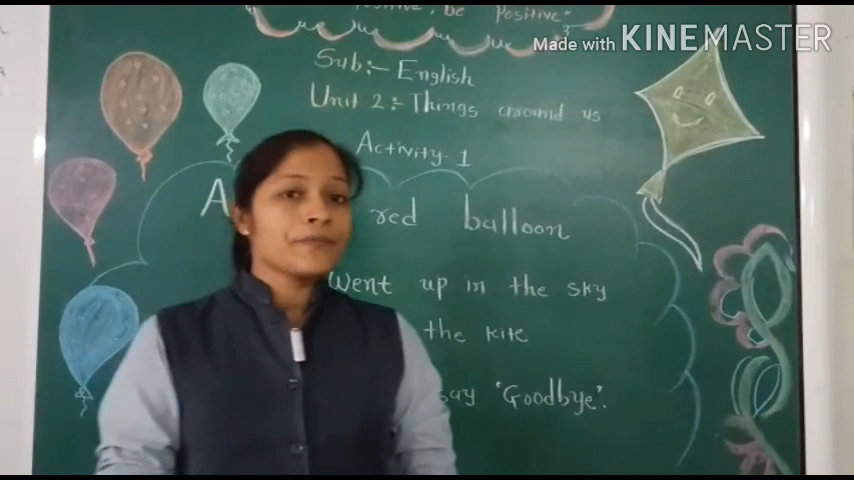 Positive, be Positive"
Made with KINEMASTER
Sub:- English
Unit 2:- Things around us
Activity-1
A red balloon
Went up in the sky
the kite
say 'Goodbye'.